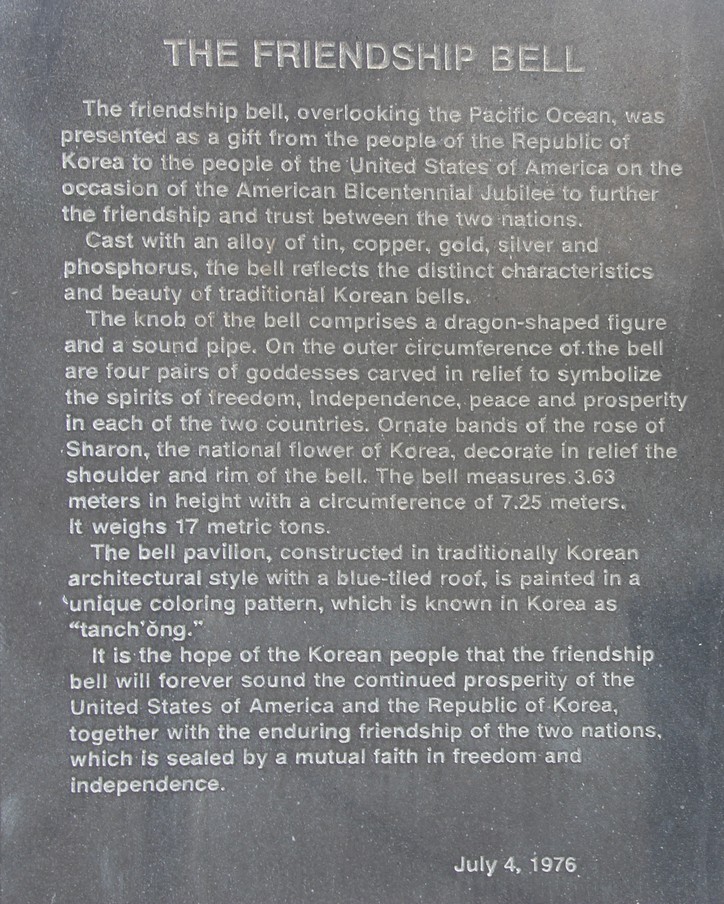 THE FRIENDSHIP BELL
The friendship bell, overlooking the Pacific Ocean, was
presented as a gift from the people of the Republic of
Korea to the people of the United States of America on the
occasion of the American Bicentennial Jubilee to further
the friendship and trust between the two nations.
Cast with an alloy of tin, copper, gold, silver and
phosphorus, the bell reflects the distinct characteristics
and beauty of traditional Korean bells.
The knob of the bell comprises a dragon-shaped figure
and a sound pipe. On the outer circumference of the bell
are four pairs of goddesses carved in relief to symbolize
the spirits of freedom, Independence, peace and prosperity
in each of the two countries. Ornate bands of the rose of
Sharon, the national flower of Korea, decorate in relief the
shoulder and rim of the bell. The bell measures 3.63
meters in height with a circumference of 7.25 meters.
It weighs 17 metric tons.
The bell pavilion, constructed in traditionally Korean
architectural style with a blue-tiled roof, is painted in a
unique coloring pattern, which is known in Korea as
“tanch'ŏng.”
It is the hope of the Korean people that the friendship
bell will forever sound the continued prosperity of the
United States of America and the Republic of Korea,
together with the enduring friendship of the two nations,
which is sealed by a mutual faith in freedom and
independence.
July 4, 1976